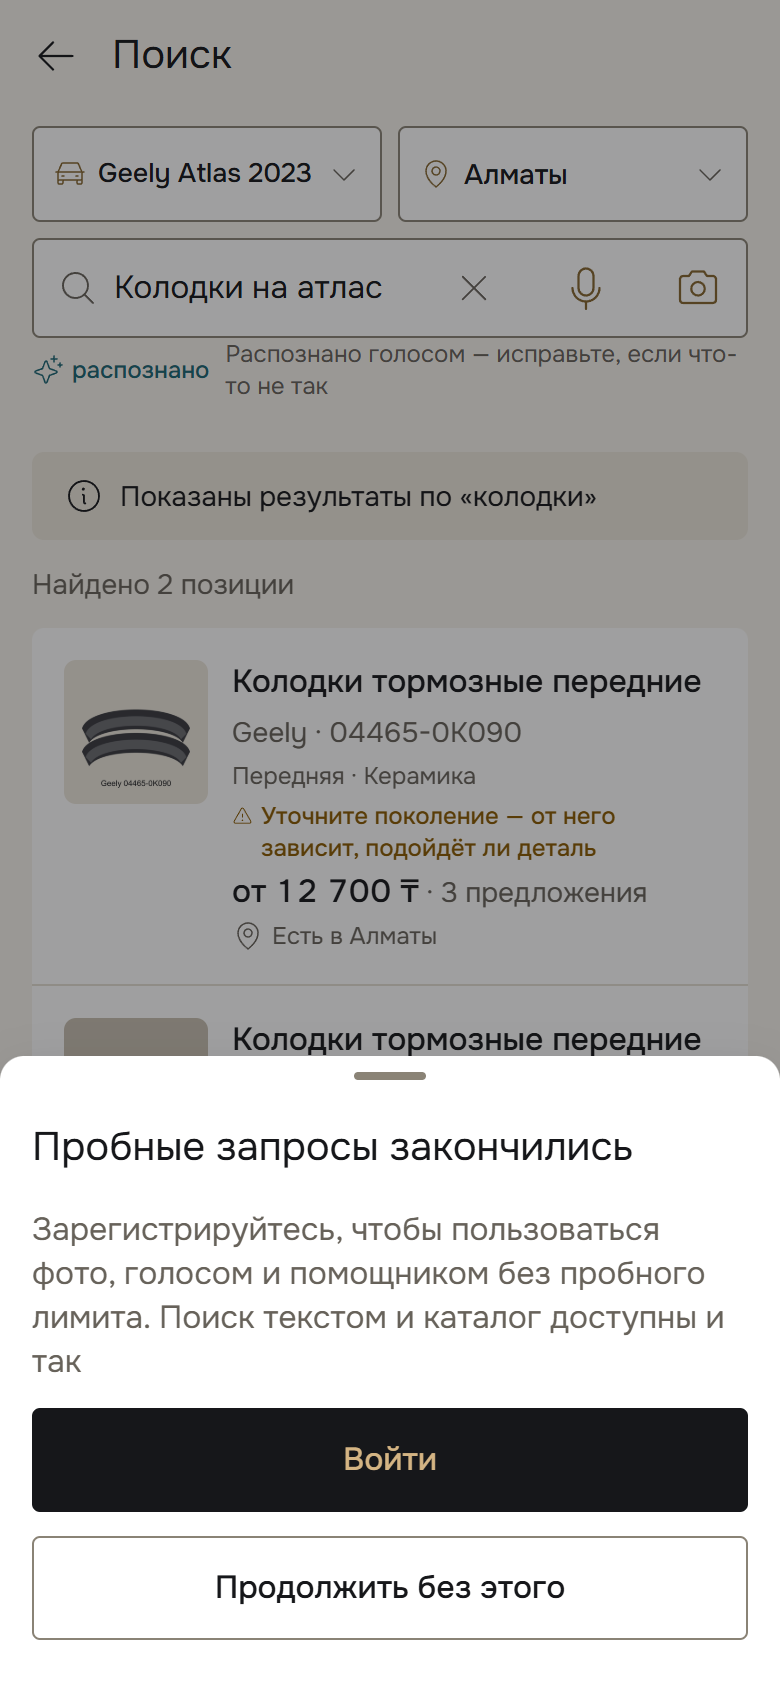 Поиск
Geely Atlas 2023
Алматы
Колодки на атлас
распознано
Распознано голосом — исправьте, если что-
то не так
Показаны результаты по «колодки»
Найдено 2 позиции
Колодки тормозные передние
Geely · 04465-0K090
Geely 04465-0K090
Передняя · Керамика
Уточните поколение — от него
зависит, подойдёт ли деталь
от 12 700 ₸ · 3 предложения
Есть в Алматы
Колодки тормозные передние
Пробные запросы закончились
Зарегистрируйтесь, чтобы пользоваться
фото, голосом и помощником без пробного
лимита. Поиск текстом и каталог доступны и
так
Войти
Продолжить без этого